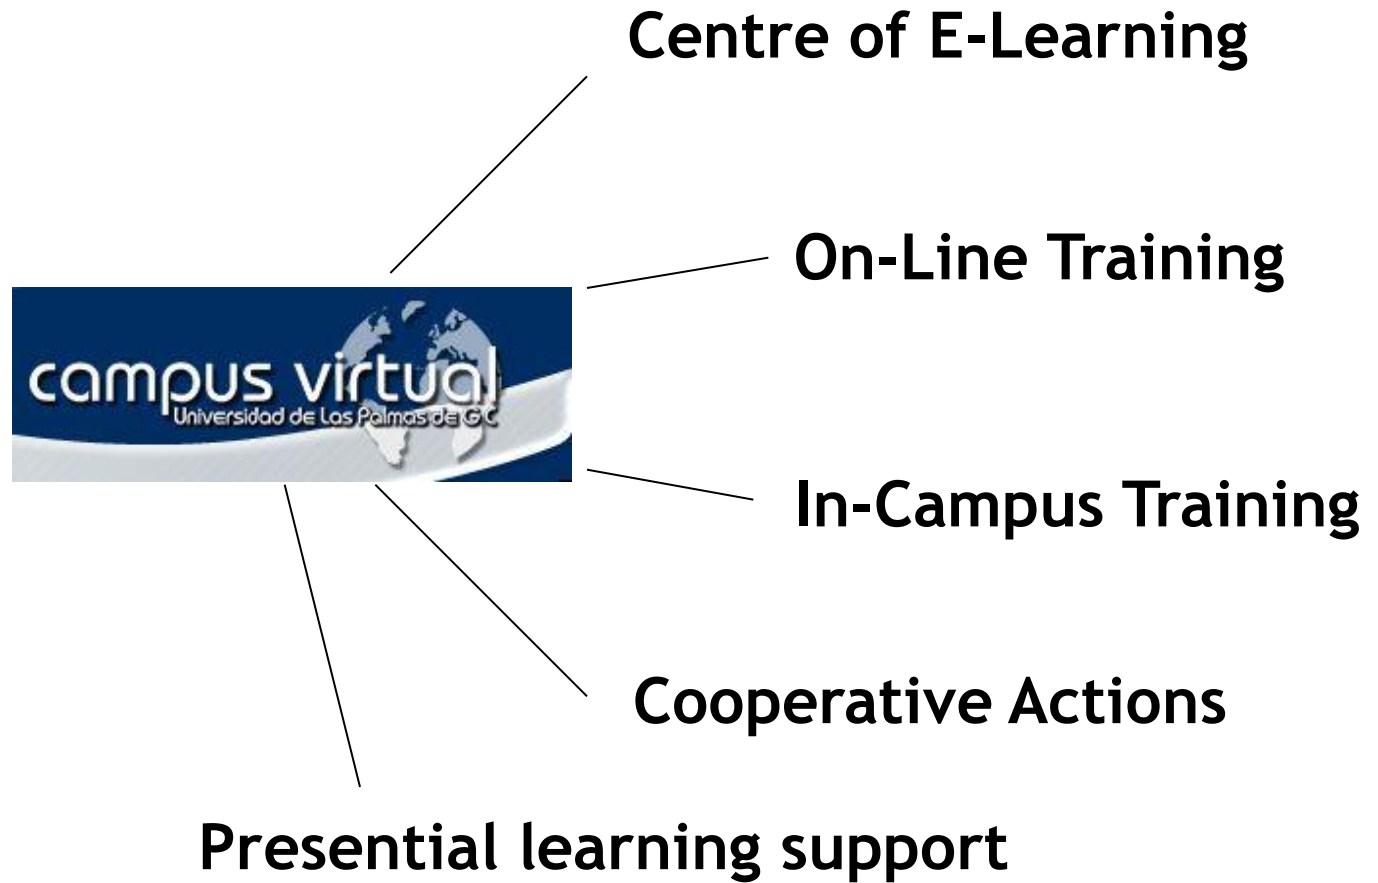 Centre of E-Learning
On-Line Training
campus virtual
Universidad de Las Palmas de GC
In-Campus Training
Cooperative Actions
Presential learning support